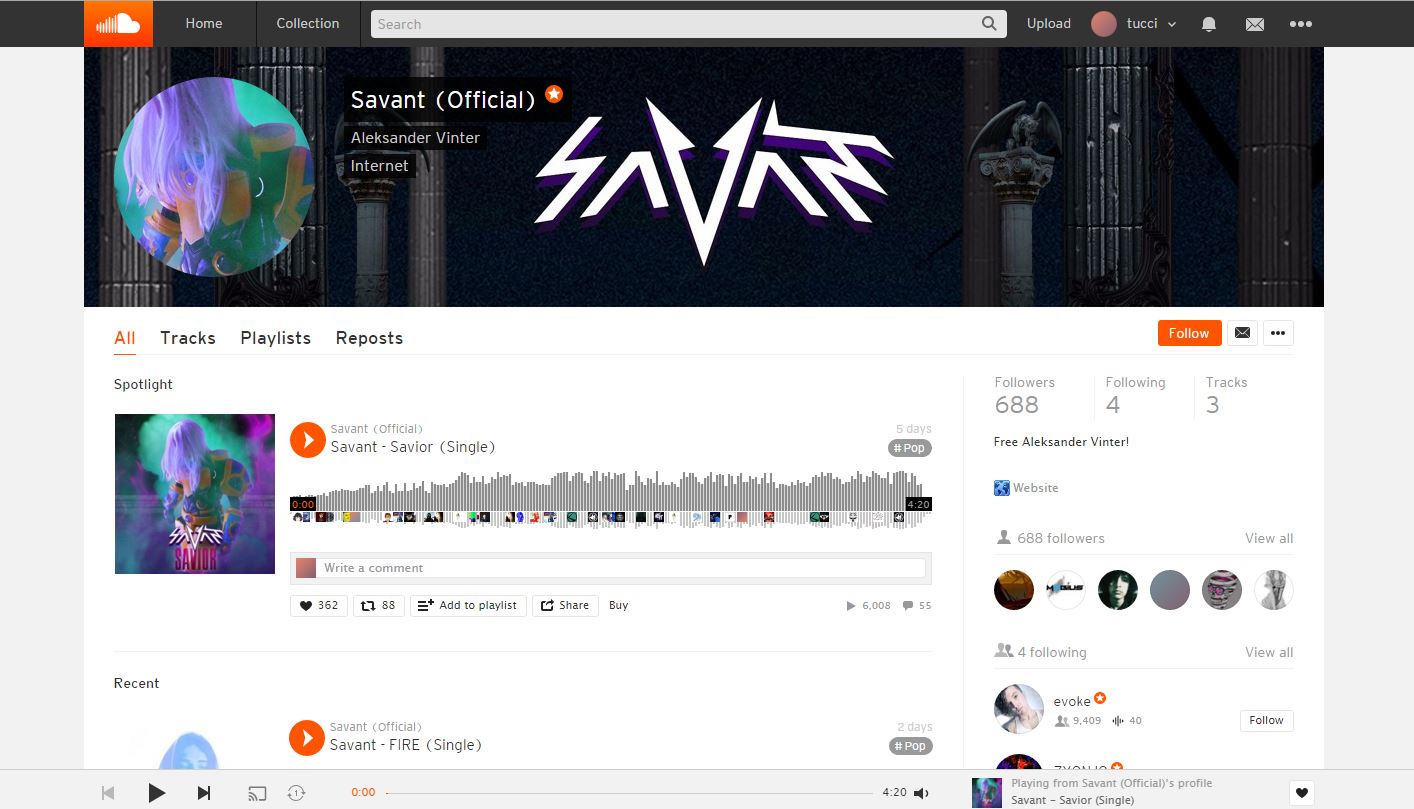 Home
Collection
Search
Upload
tucci
Savant (Official)
Aleksander Vinter
Internet
SAVANT
All
Tracks
Playlists
Reposts
Follow
Spotlight
Followers
688
Following
4
Tracks
3
Savant (Official)
5 days
Savant - Savior (Single)
# Pop
Free Aleksander Vinter!
0:00
4:20
Website
SAVANT
SAVIOR
688 followers
View all
Write a comment
362
88
Add to playlist
Share
Buy
6,008
55
4 following
View all
Recent
evoke
9,409
40
Follow
Savant (Official)
2 days
Savant - FIRE (Single)
# Pop
1
0:00
4:20
Playing from Savant (Official)'s profile
Savant – Savior (Single)